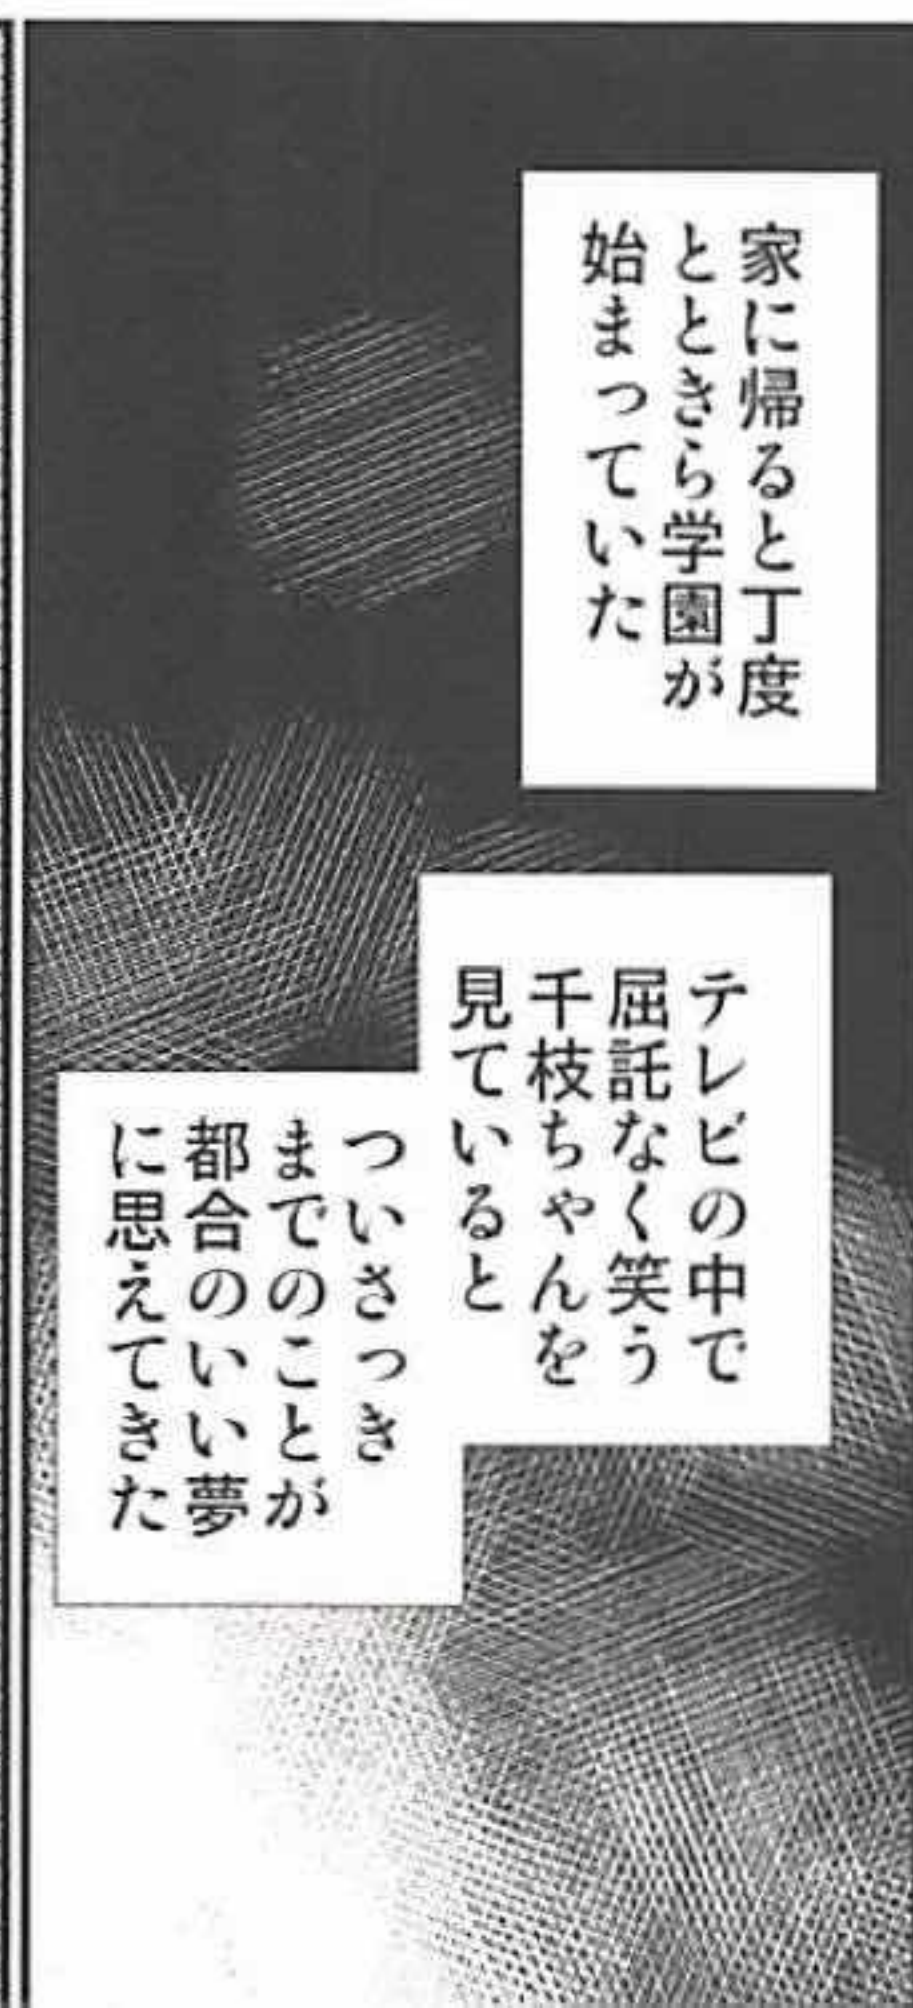 家に帰ると丁度
とときら学園が
始まっていた
テレビの中で
屈託なく笑う
千枝ちゃんを
見ていると
ついさっき
までのことが
都合のいい夢
に思えてきた